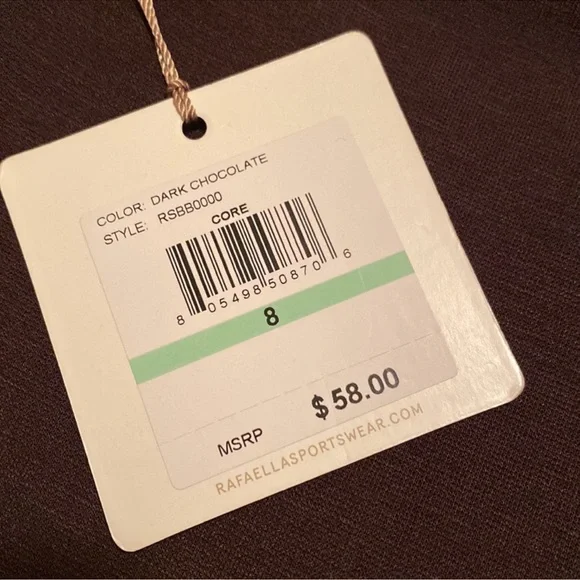 COLOR: DARK CHOCOLATE
STYLE: RSBB0000
CORE
8 05498 50870 6
8
MSRP $58.00
RAFAELLASPORTSWEAR.COM